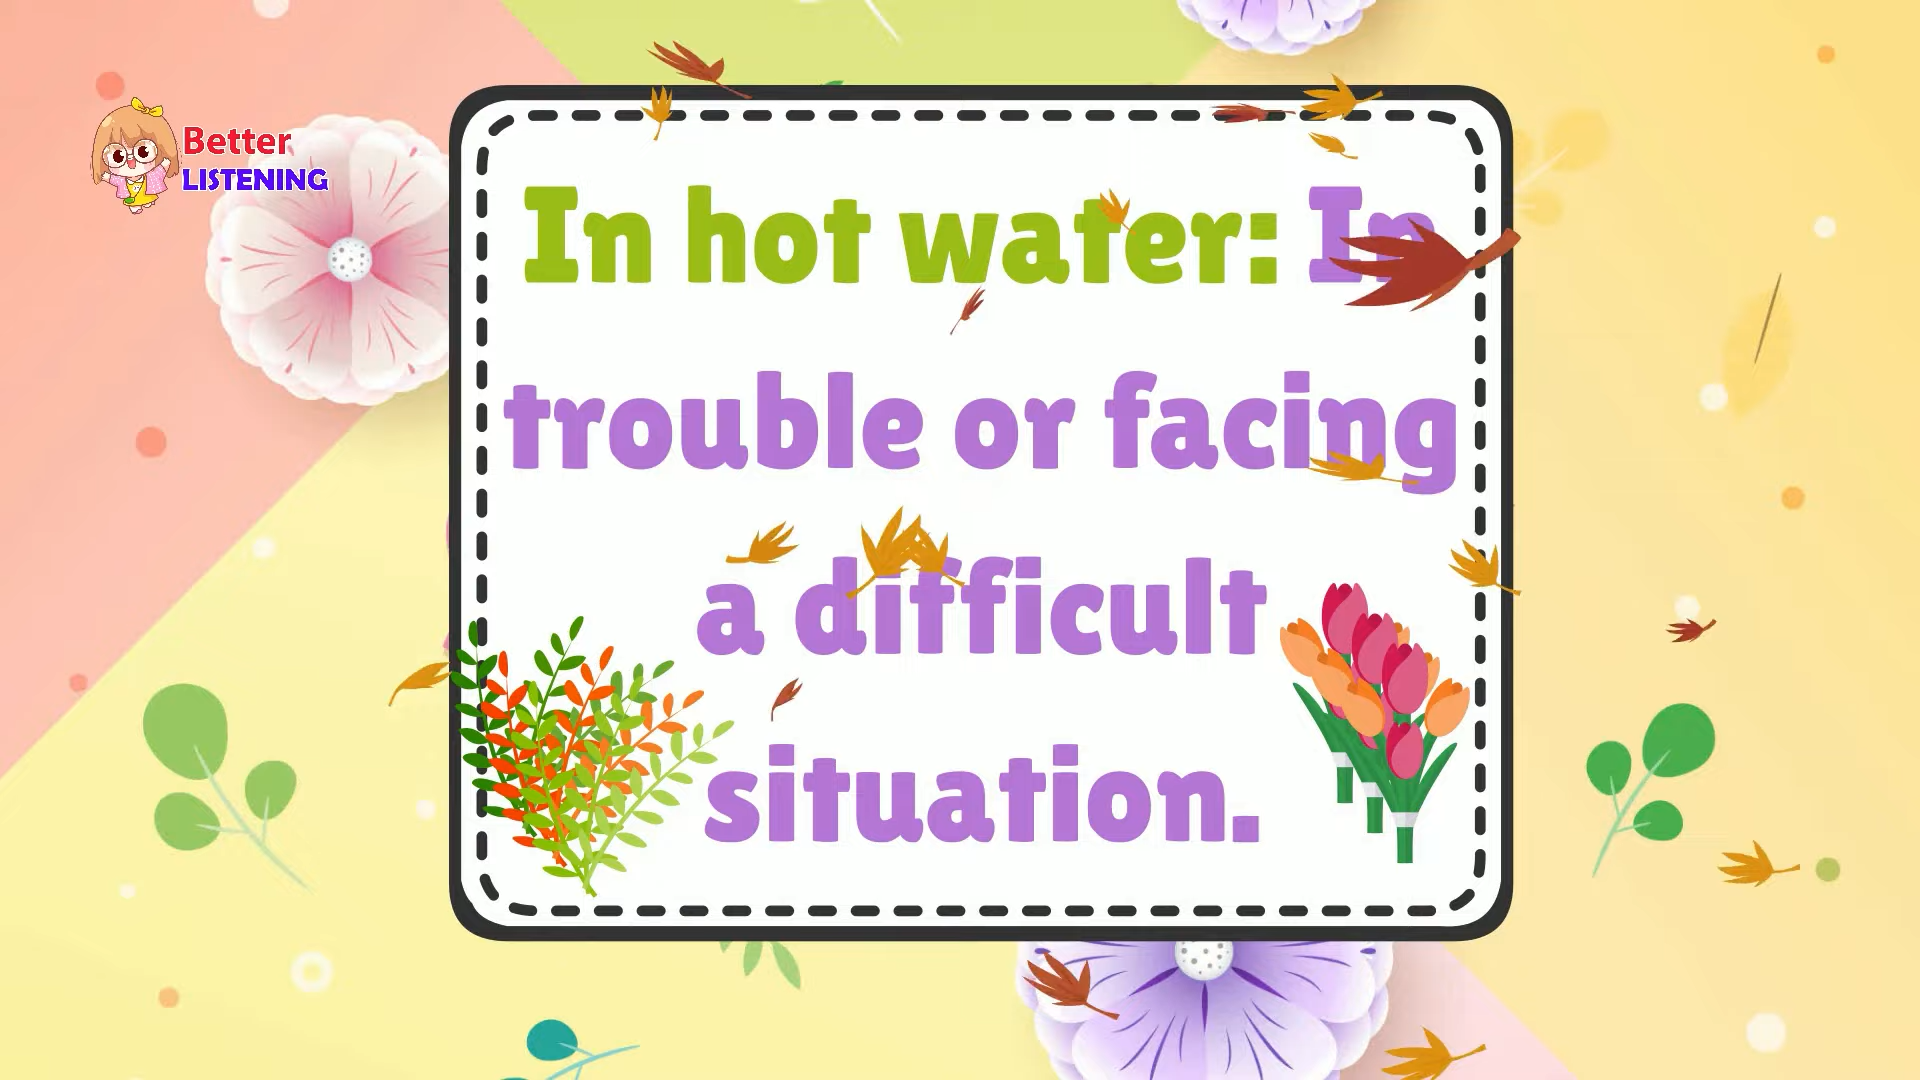 Better
LISTENING
In hot water: In
trouble or facing
a difficult
situation.